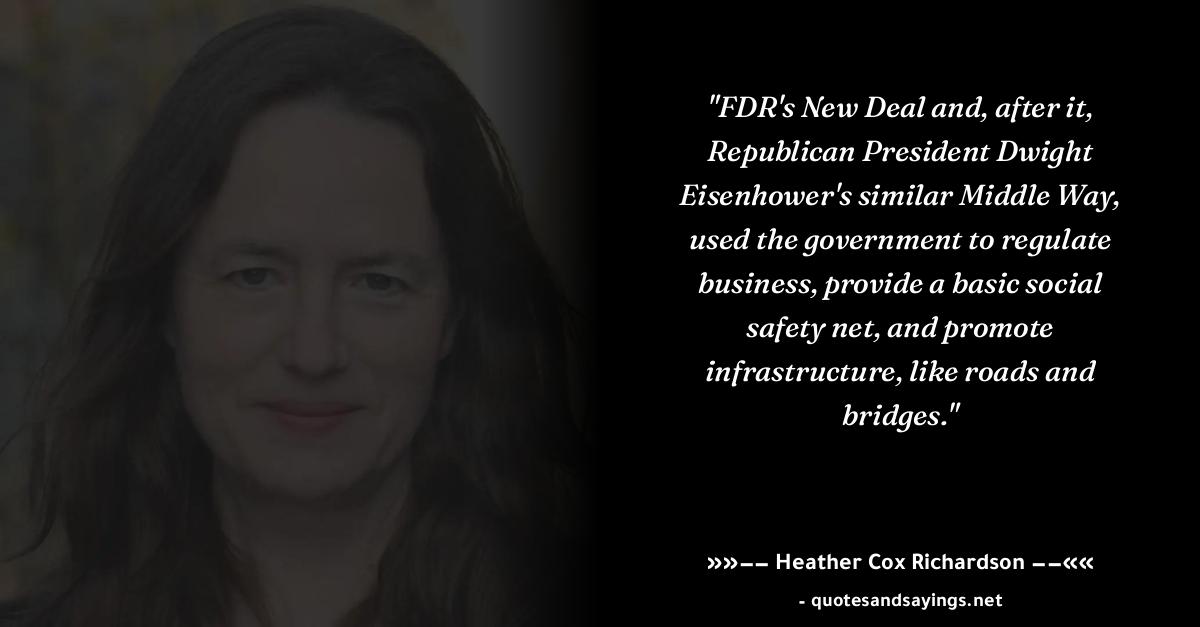 "FDR's New Deal and, after it,
Republican President Dwight
Eisenhower's similar Middle Way,
used the government to regulate
business, provide a basic social
safety net, and promote
infrastructure, like roads and
bridges."
»»−− Heather Cox Richardson −−««
- quotesandsayings.net